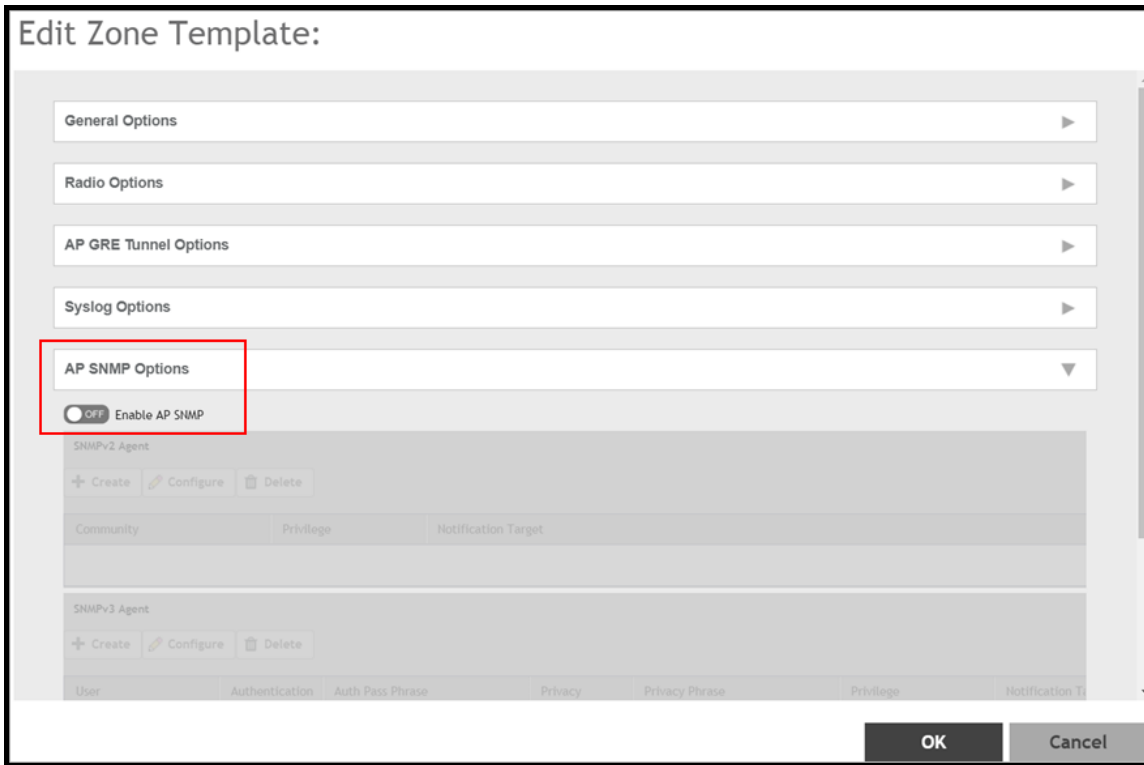 Edit Zone Template:
General Options
Radio Options
AP GRE Tunnel Options
Syslog Options
AP SNMP Options
OFF Enable AP SNMP
SNMPv2 Agent
Create Configure Delete
Community Privilege Notification Target
SNMPv3 Agent
Create Configure Delete
User Authentication Auth Pass Phrase Privacy Privacy Phrase Privilege Notification
OK Cancel